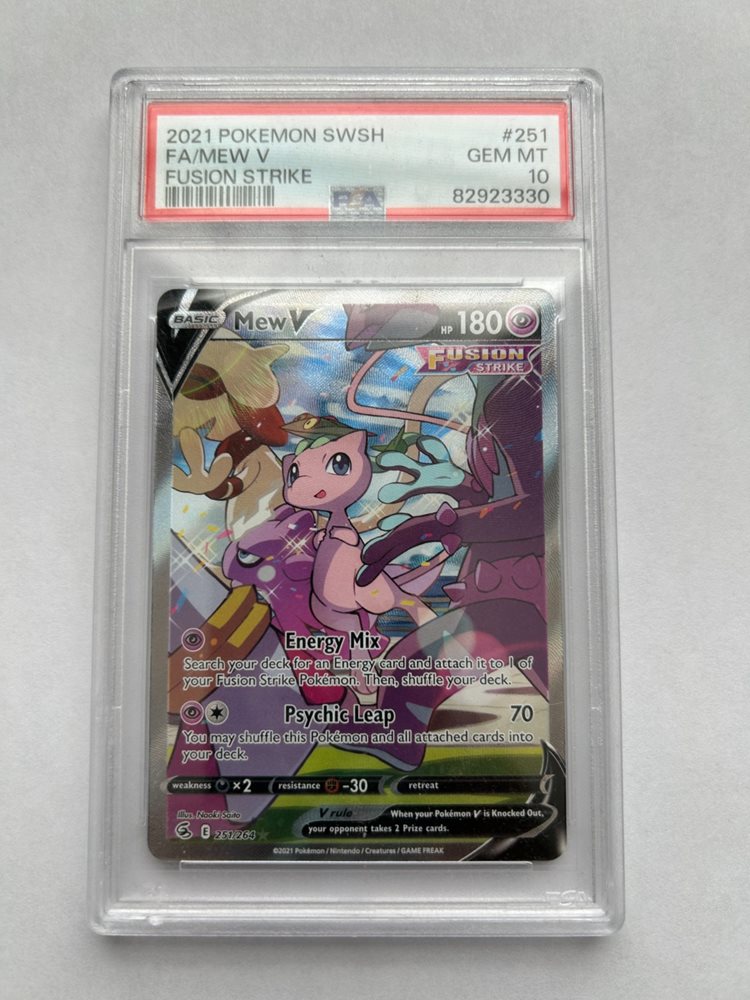 2021 POKEMON SWSH #251
FA/MEW V GEM MT
FUSION STRIKE 10
PSA 82923330
BASIC Mew V HP 180
FUSION
STRIKE
Energy Mix
Search your deck for an Energy card and attach it to 1 of
your Fusion Strike Pokémon. Then, shuffle your deck.
Psychic Leap 70
You may shuffle this Pokémon and all attached cards into
your deck.
weakness ×2 resistance -30 retreat
V rule When your Pokémon V is Knocked Out,
your opponent takes 2 Prize cards.
Illus. Naoki Saito
E 251/264
©2021 Pokémon / Nintendo / Creatures / GAME FREAK